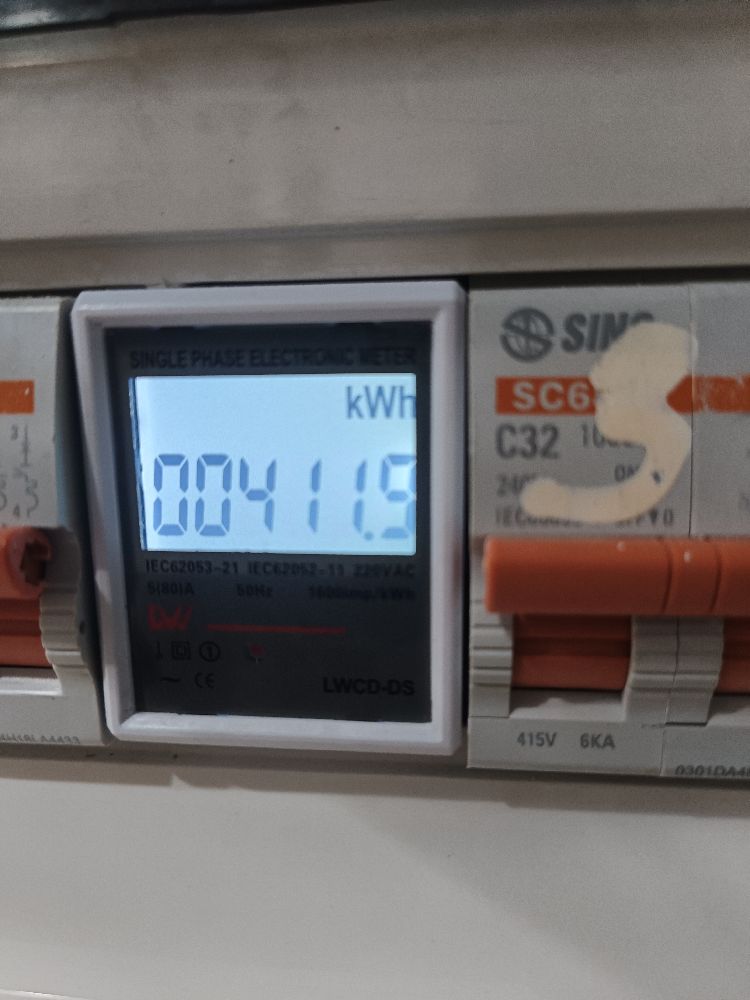 SINGLE PHASE ELECTRONIC METER
kWh
00411.9
IEC62053-21 IEC62052-11 220VAC
5(80)A 50Hz 1600imp/kWh
CE
LWCD-DS
SC6
C32
415V 6KA